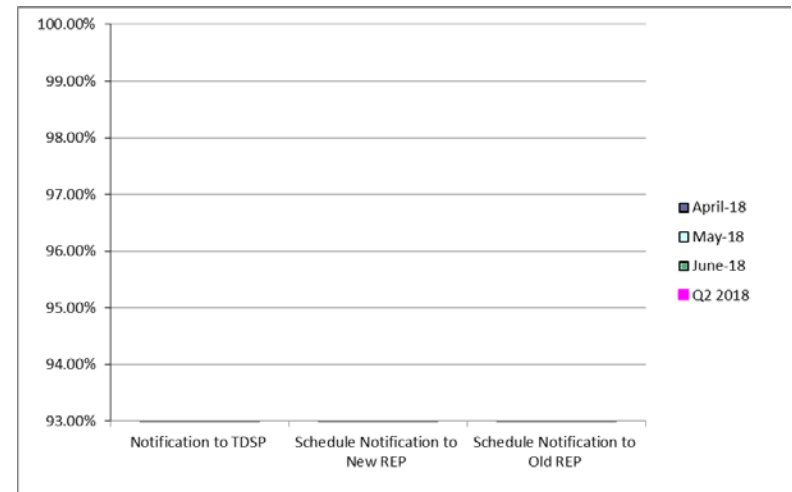 100.00%
99.00%
98.00%
97.00%
96.00%
95.00%
94.00%
93.00%
Notification to TDSP
Schedule Notification to
New REP
Schedule Notification to
Old REP
April-18
May-18
June-18
Q2 2018